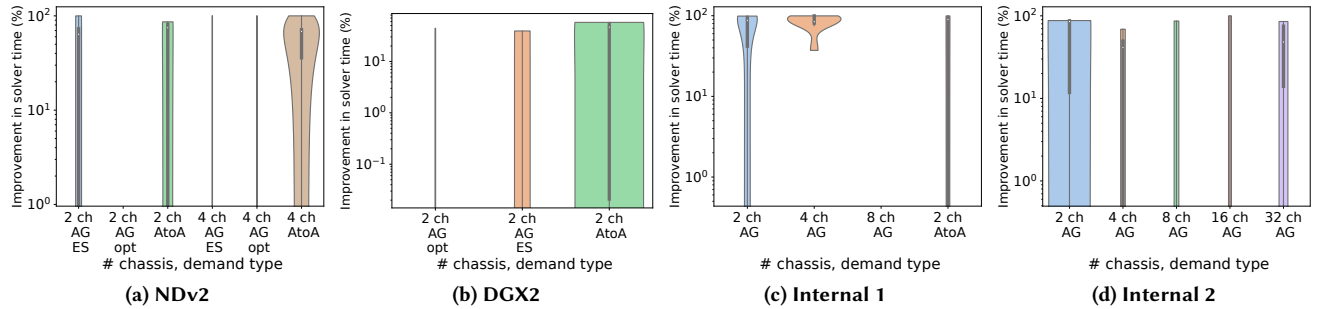 Improvement in solver time (%)
10²
10¹
10⁰
2 ch AG ES
2 ch AG opt
2 ch AtoA
4 ch AG ES
4 ch AG opt
4 ch AtoA
# chassis, demand type
(a) NDv2
Improvement in solver time (%)
10¹
10⁰
10⁻¹
2 ch AG opt
2 ch AG ES
2 ch AtoA
# chassis, demand type
(b) DGX2
Improvement in solver time (%)
10²
10¹
10⁰
2 ch AG
4 ch AG
8 ch AG
2 ch AtoA
# chassis, demand type
(c) Internal 1
Improvement in solver time (%)
10²
10¹
10⁰
2 ch AG
4 ch AG
8 ch AG
16 ch AG
32 ch AG
# chassis, demand type
(d) Internal 2